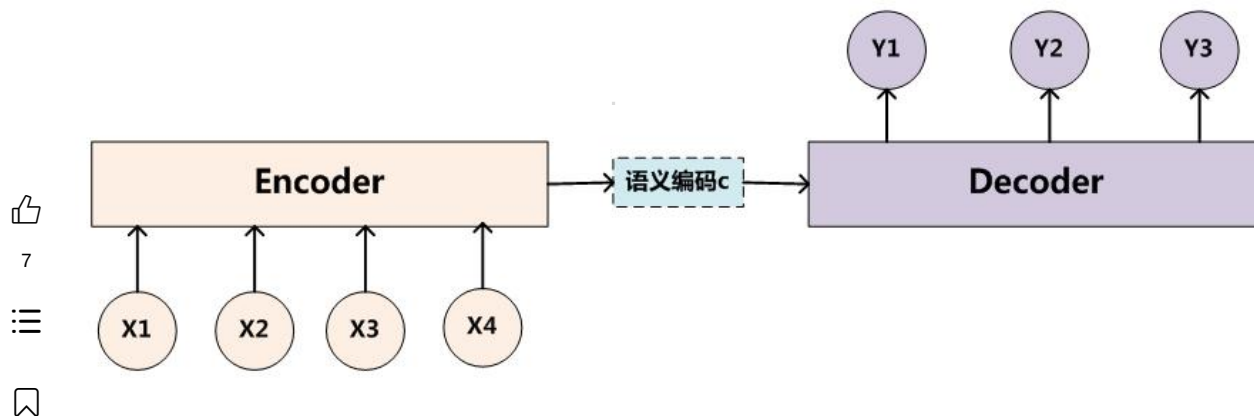 Y1
Y2
Y3
Encoder
语义编码c
Decoder
7
X1
X2
X3
X4